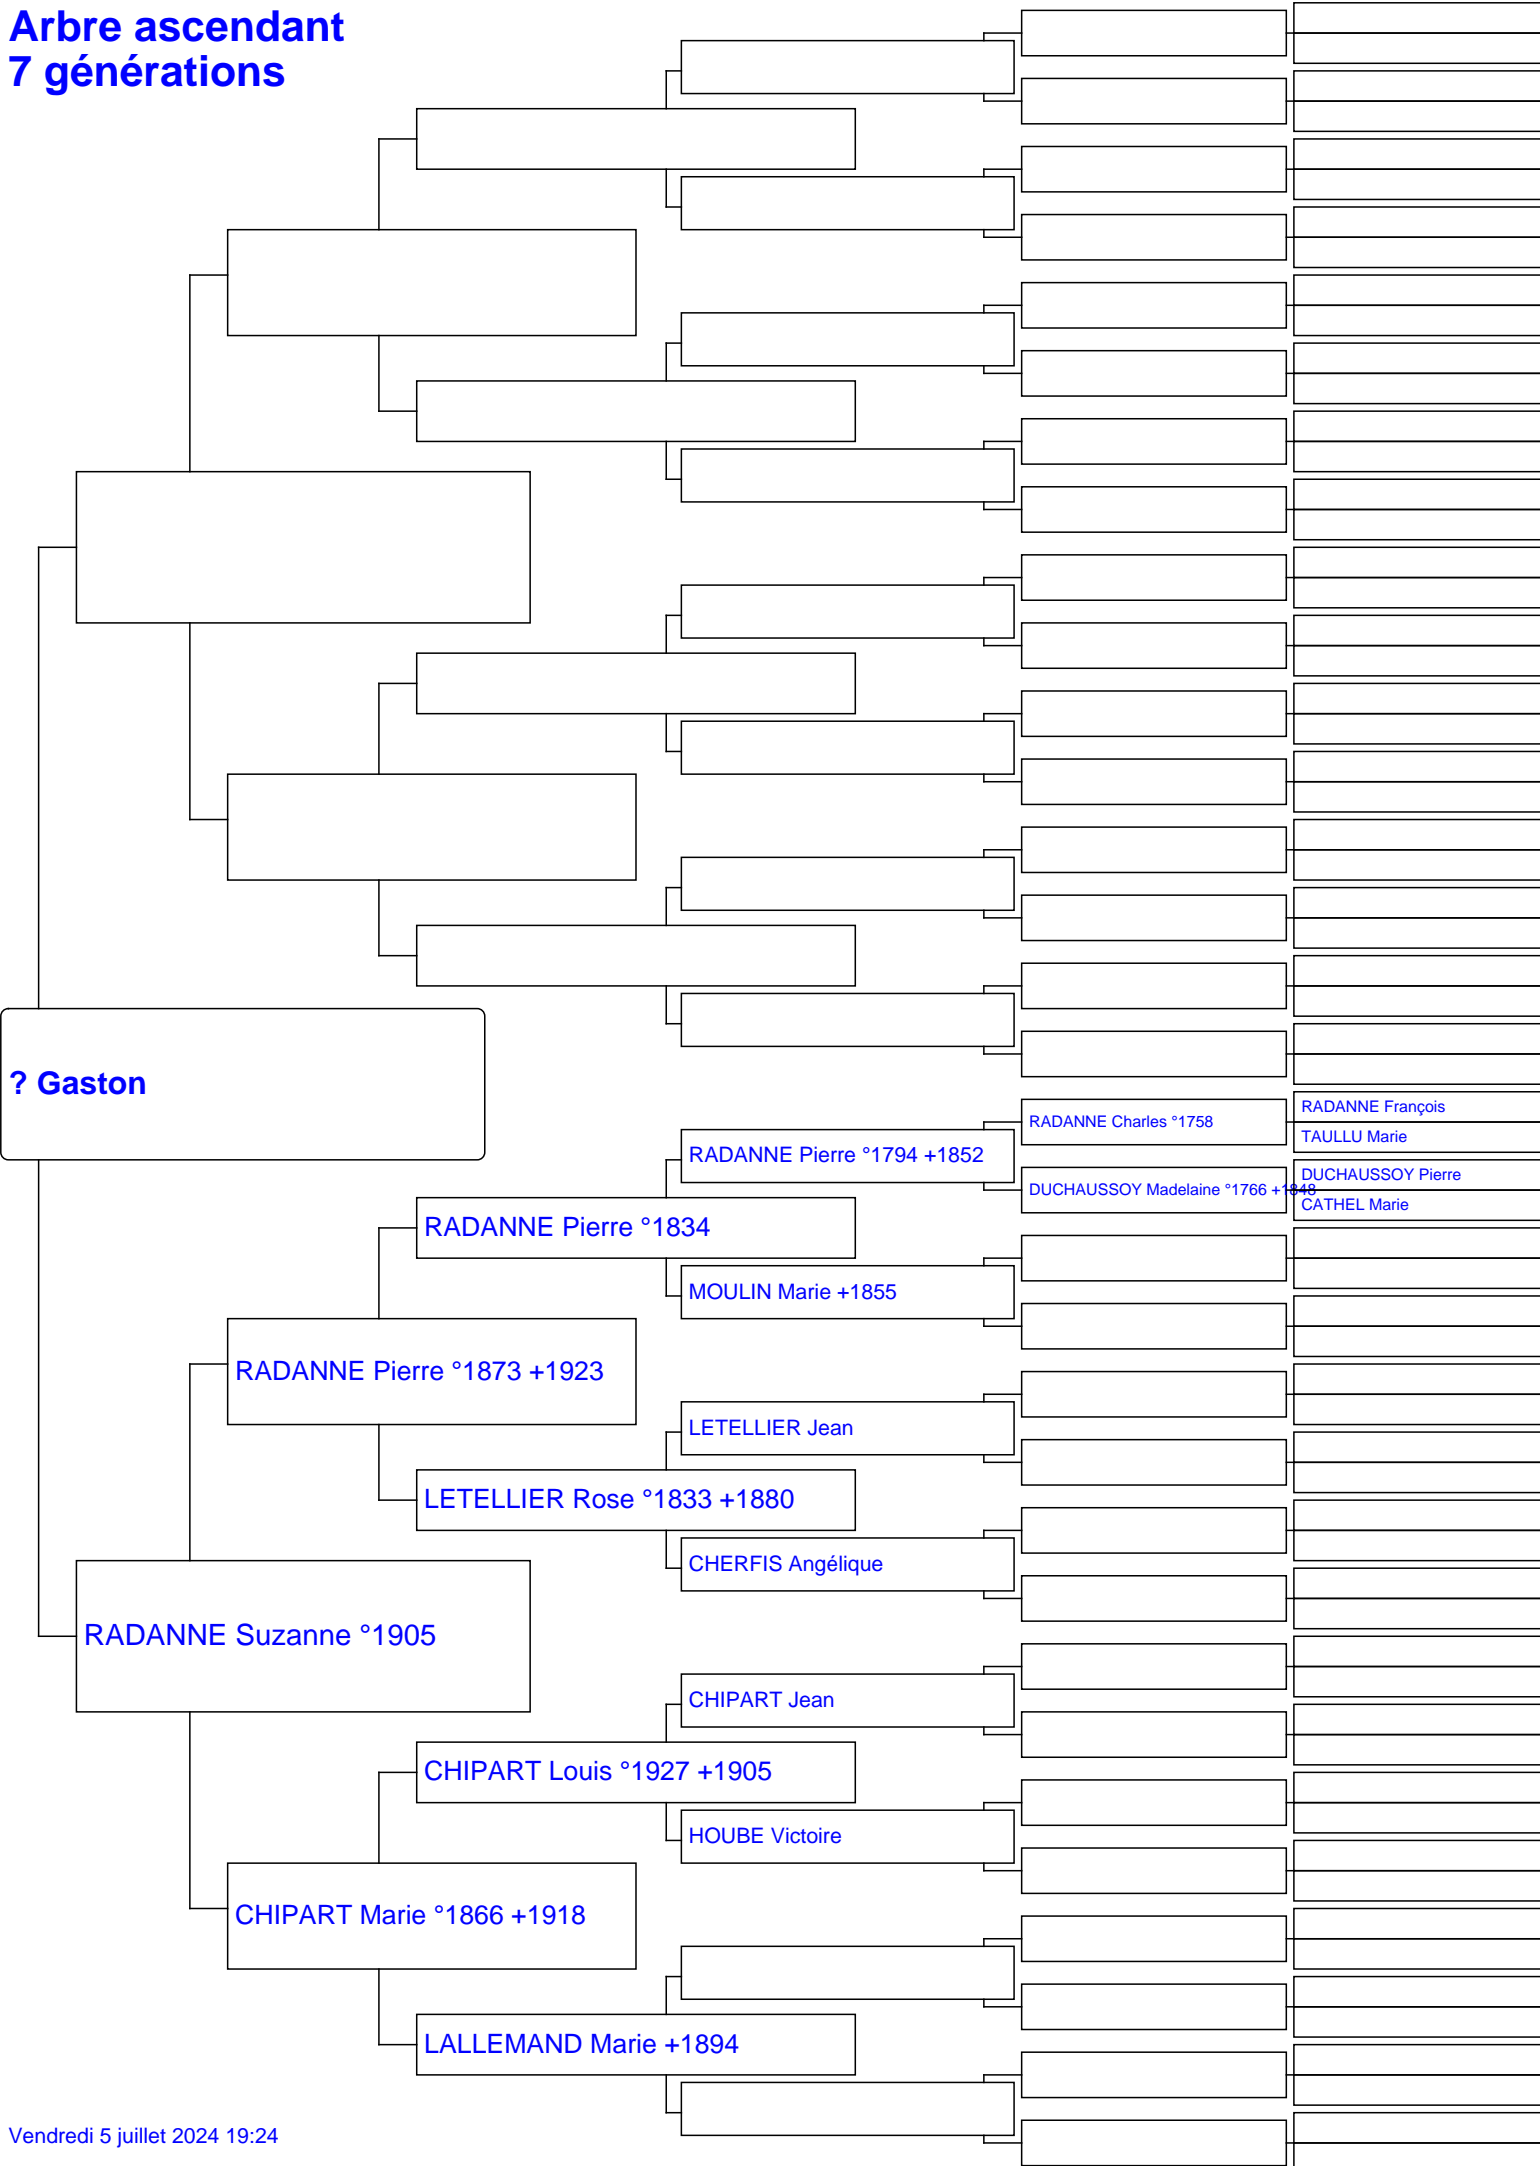 Arbre ascendant
7 générations
? Gaston
RADANNE François
RADANNE Charles °1758
TAULLU Marie
RADANNE Pierre °1794 +1852
DUCHAUSSOY Pierre
DUCHAUSSOY Madelaine °1766 +1848
CATHEL Marie
RADANNE Pierre °1834
MOULIN Marie +1855
RADANNE Pierre °1873 +1923
LETELLIER Jean
LETELLIER Rose °1833 +1880
CHERFIS Angélique
RADANNE Suzanne °1905
CHIPART Jean
CHIPART Louis °1927 +1905
HOUBE Victoire
CHIPART Marie °1866 +1918
LALLEMAND Marie +1894
Vendredi 5 juillet 2024 19:24